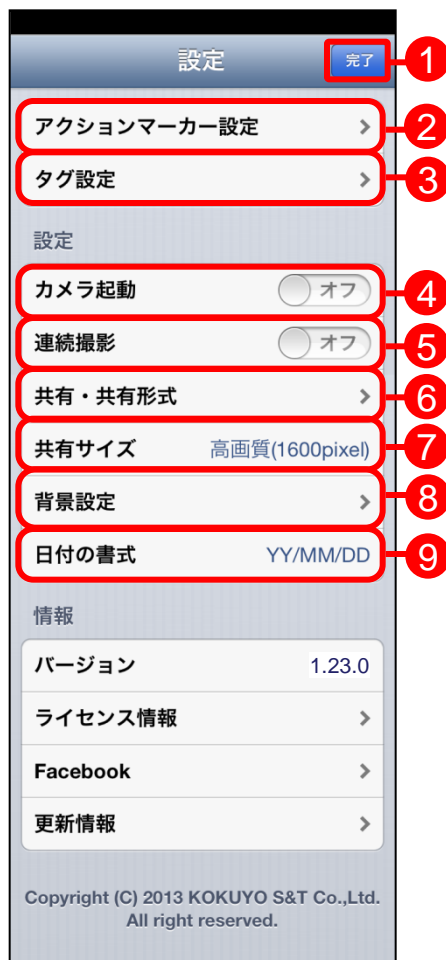 設定 完了 1
アクションマーカー設定 2
タグ設定 3
設定
カメラ起動 オフ 4
連続撮影 オフ 5
共有・共有形式 6
共有サイズ 高画質(1600pixel) 7
背景設定 8
日付の書式 YY/MM/DD 9
情報
バージョン 1.23.0
ライセンス情報
Facebook
更新情報
Copyright (C) 2013 KOKUYO S&T Co.,Ltd.
All right reserved.